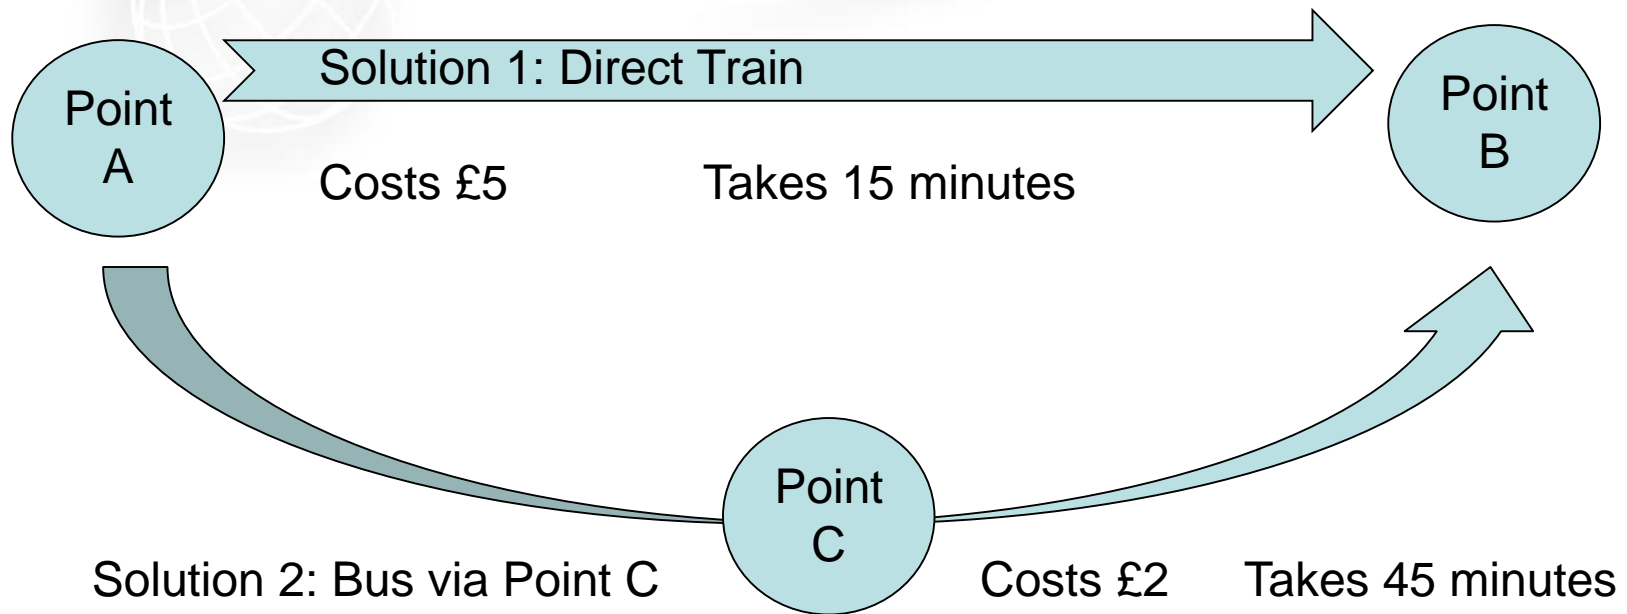 Solution 1: Direct Train
Point
A
Point
B
Costs £5 Takes 15 minutes
Point
C
Solution 2: Bus via Point C Costs £2 Takes 45 minutes